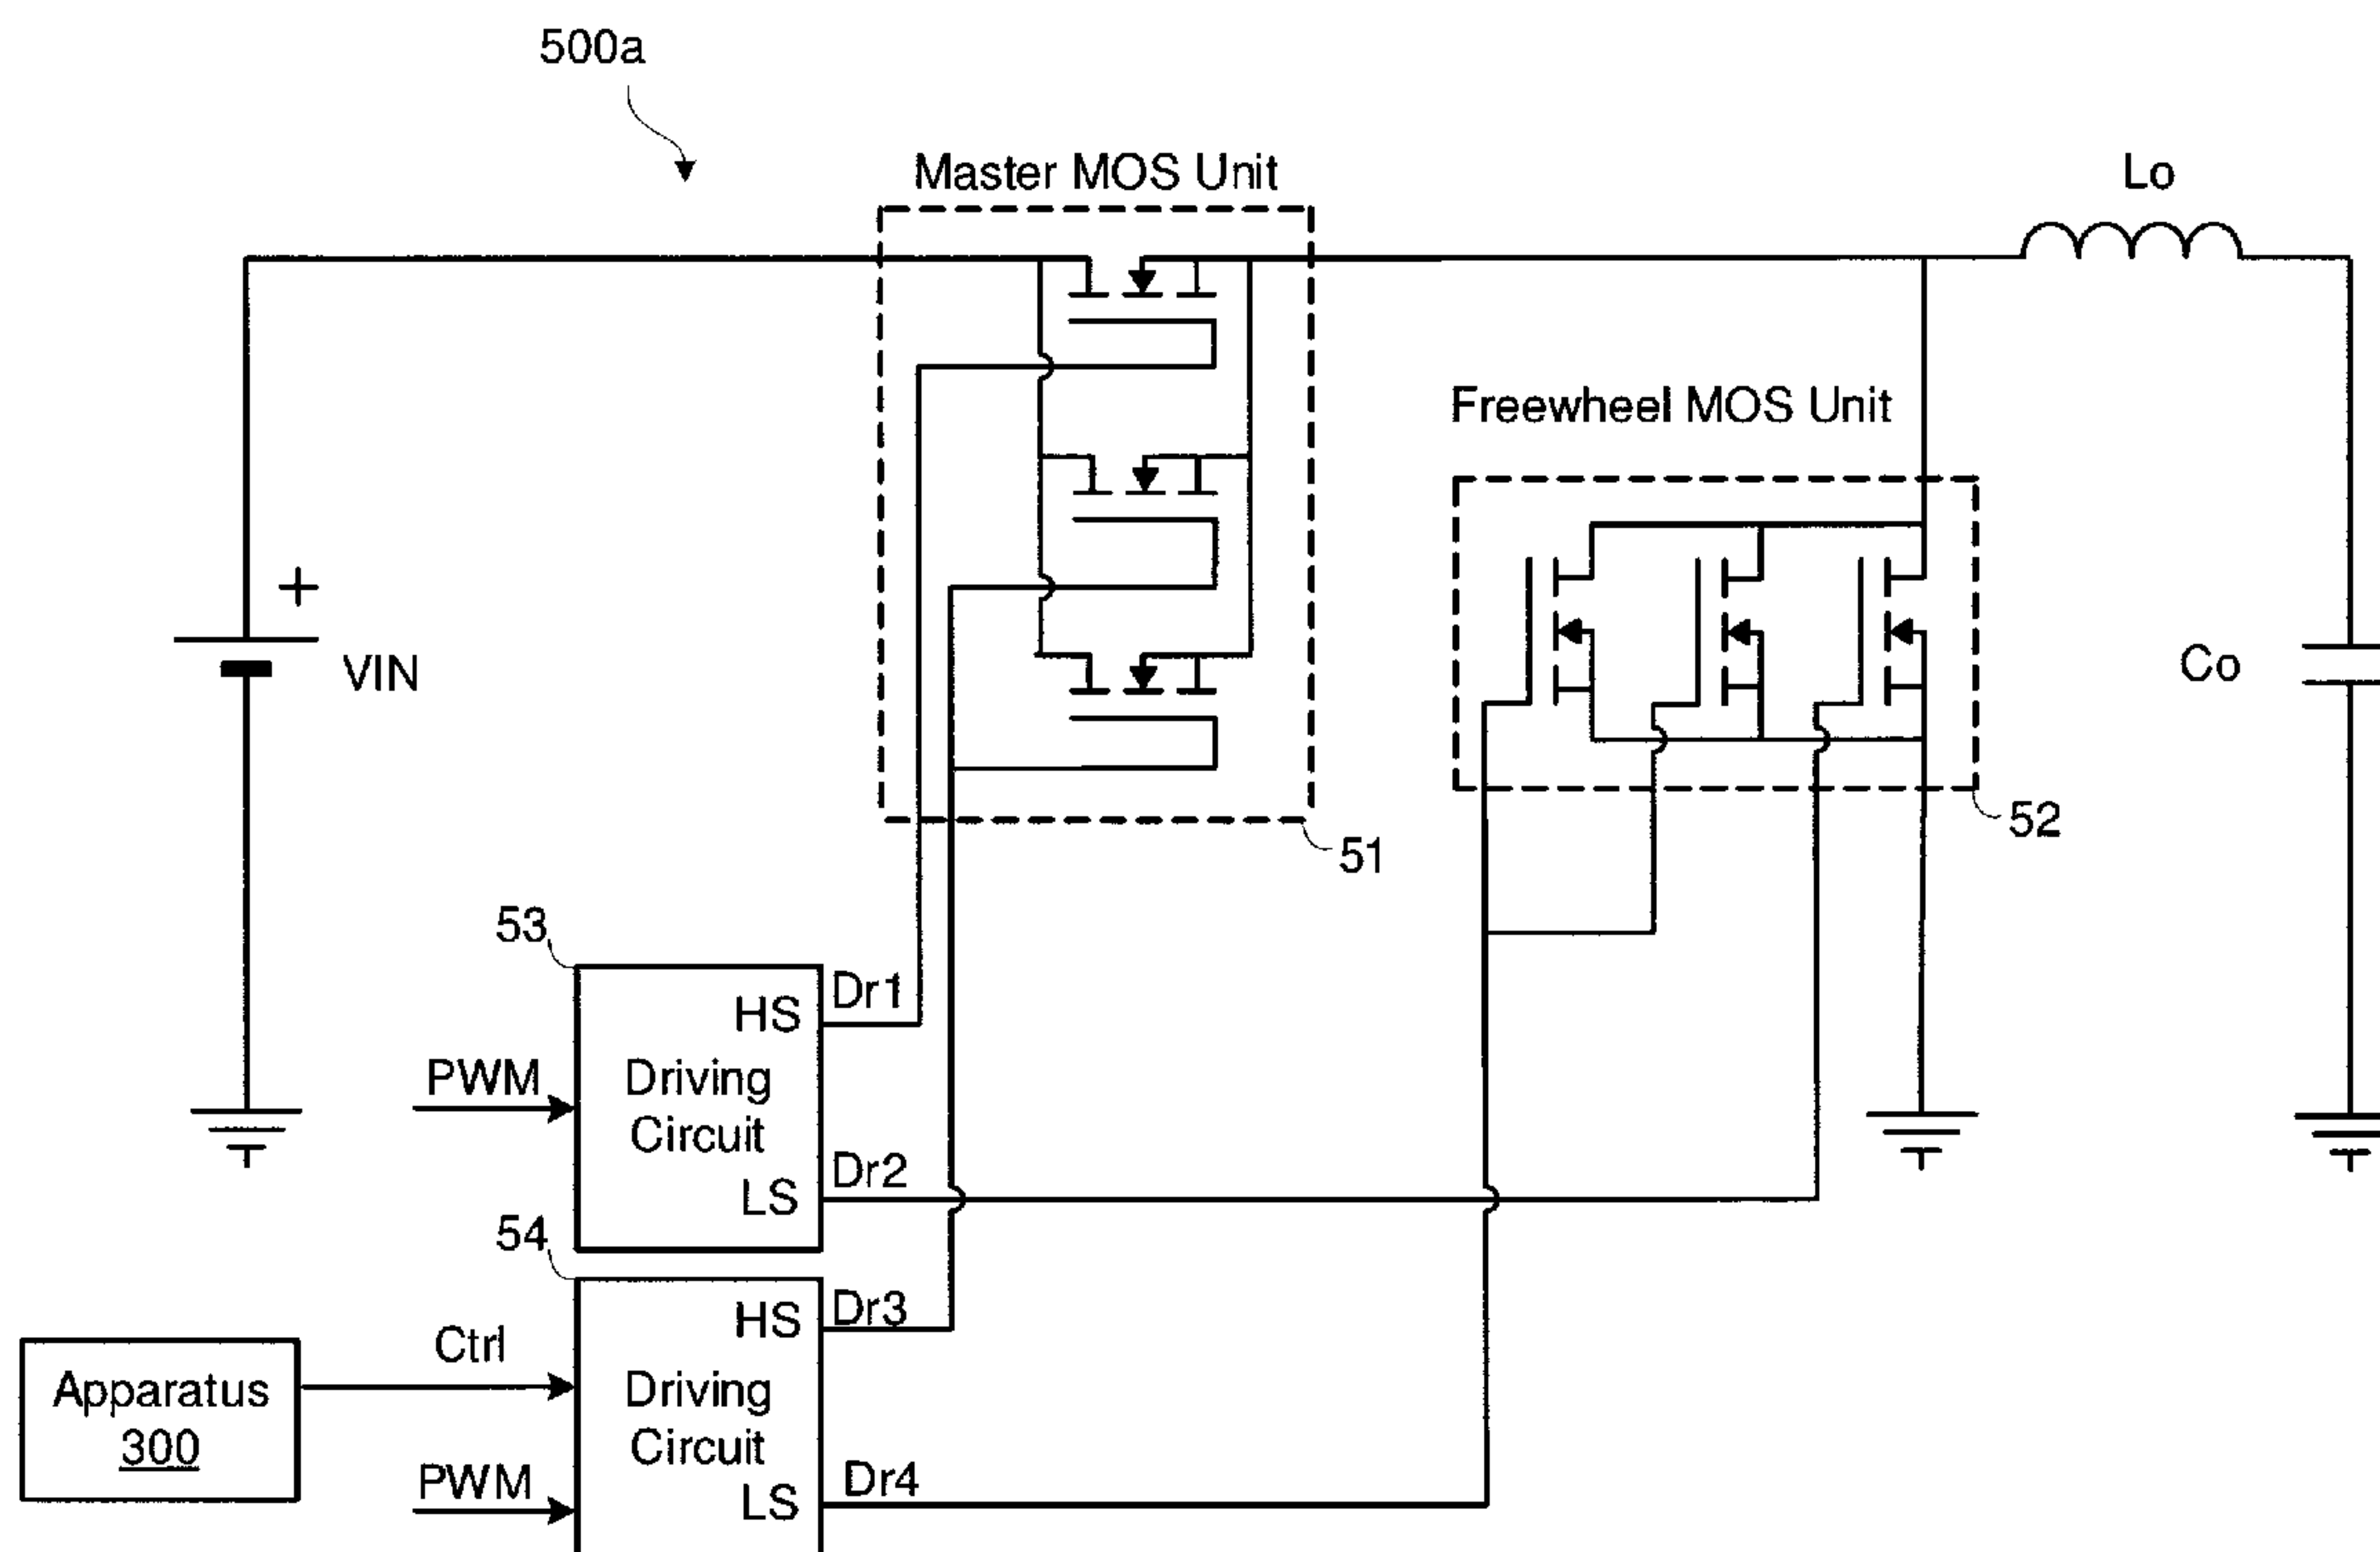 500a
Master MOS Unit
Lo
Freewheel MOS Unit
+
VIN
Co
52
51
53
Dr1
HS
PWM
Driving
Circuit
Dr2
LS
54
Dr3
HS
Ctrl
Apparatus
300
Driving
Circuit
PWM
Dr4
LS